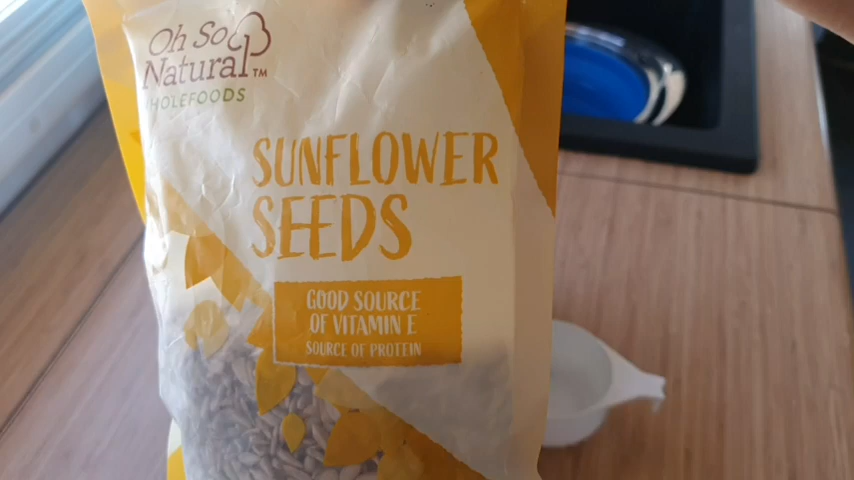 Oh So
Natural™
HOLEFOODS
SUNFLOWER
SEEDS
GOOD SOURCE
OF VITAMIN E
SOURCE OF PROTEIN